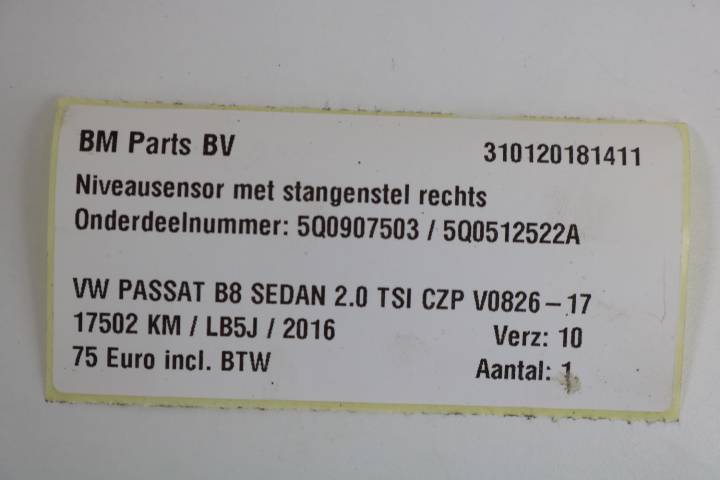 BM Parts BV 310120181411
Niveausensor met stangenstel rechts
Onderdeelnummer: 5Q0907503 / 5Q0512522A
VW PASSAT B8 SEDAN 2.0 TSI CZP V0826-17
17502 KM / LB5J / 2016 Verz: 10
75 Euro incl. BTW Aantal: 1